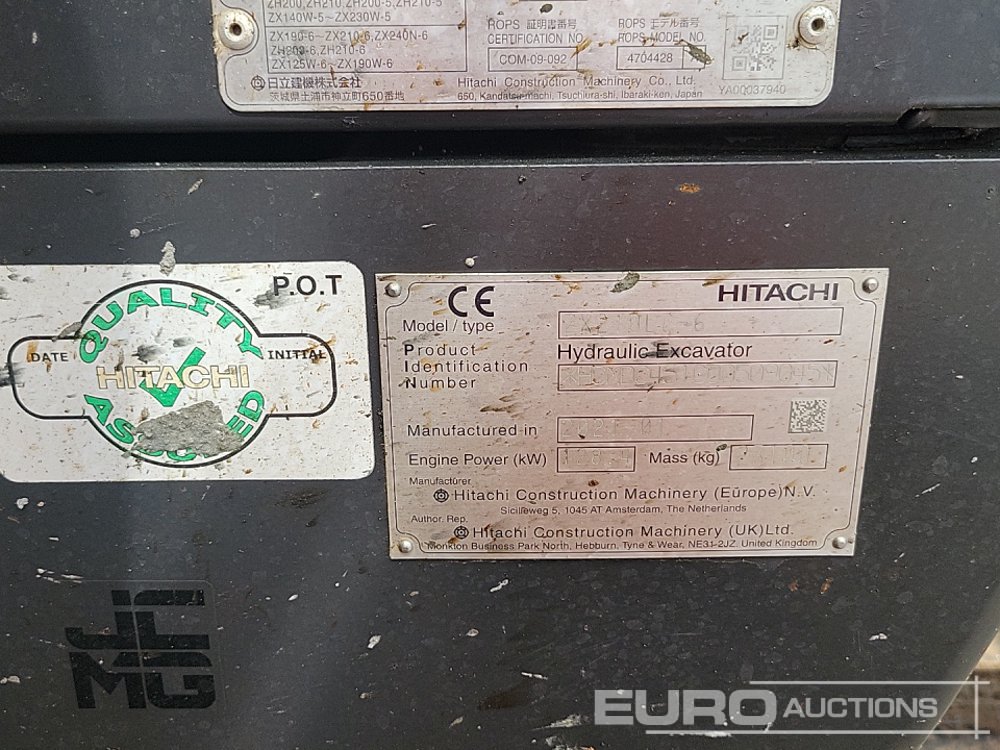 ZH200,ZH210,ZH200-5,ZH210-5
ZX140W-5~ZX230W-5
ZX190-6~ZX210-6,ZX240N-6
ZH200-6,ZH210-6
ZX125W-6~ZX190W-6
ROPS 証明書番号
CERTIFICATION NO.
COM-09-092
ROPS モデル番号
ROPS MODEL NO.
4704428
日立建機株式会社
茨城県土浦市神立町650番地
Hitachi Construction Machinery Co., Ltd.
650, Kandatsu-machi, Tsuchiura-shi, Ibaraki-ken, Japan
YA00037940
P.O.T
QUALITY
DATE
INITIAL
HITACHI
CE
HITACHI
Model / type
Product
Hydraulic Excavator
Identification
Number
Manufactured in
Engine Power (kW)
Mass (kg)
Manufacturer
Hitachi Construction Machinery (Europe) N.V.
Siciliëweg 5, 1045 AT Amsterdam, The Netherlands
Author. Rep.
Hitachi Construction Machinery (UK) Ltd.
Monkton Business Park North, Hebburn, Tyne & Wear, NE31-2JZ. United Kingdom
JC
MG
EURO AUCTIONS